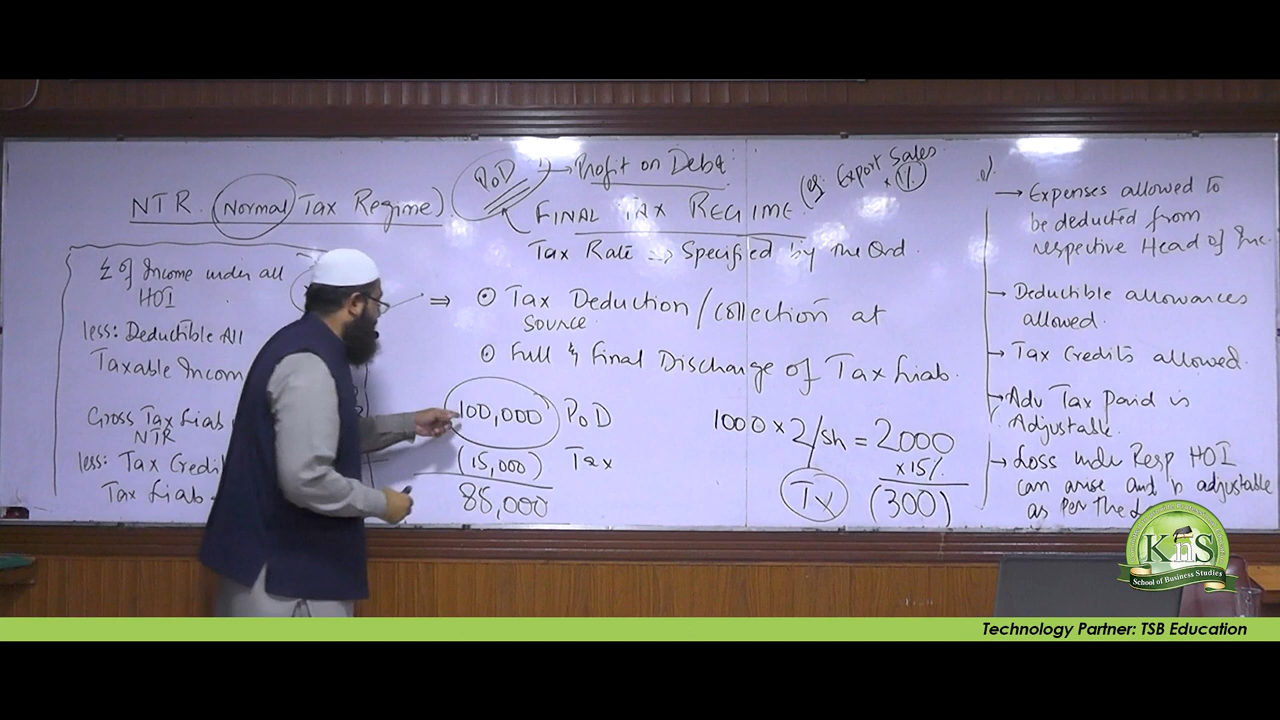 NTR (Normal Tax Regime)
Σ of Income under all
HOI
less: Deductible All
Taxable Incom
Gross Tax Liab
NTR
less: Tax Credi
Tax Liab
PoD 1) → Profit on Debt
(eg: Export Sales
x 1%)
FINAL TAX REGIME
Tax Rate => Specified by the Ord.
⇒ ⊙ Tax Deduction/collection at
source.
⊙ Full & Final Discharge of Tax Liab.
100,000 PoD
(15,000) Tax
85,000
1000 x 2/sh = 2000
x 15%
Tx (300)
→ Expenses allowed to
be deducted from
respective Head of Inc.
→ Deductible allowances
allowed.
→ Tax Credits allowed.
→ Adv Tax paid is
Adjustable.
→ Loss under Resp HOI
can arise and b adjustable
as per the
KnS
School of Business Studies
Technology Partner: TSB Education